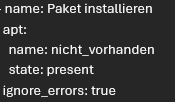 - name: Paket installieren
apt:
name: nicht_vorhanden
state: present
ignore_errors: true